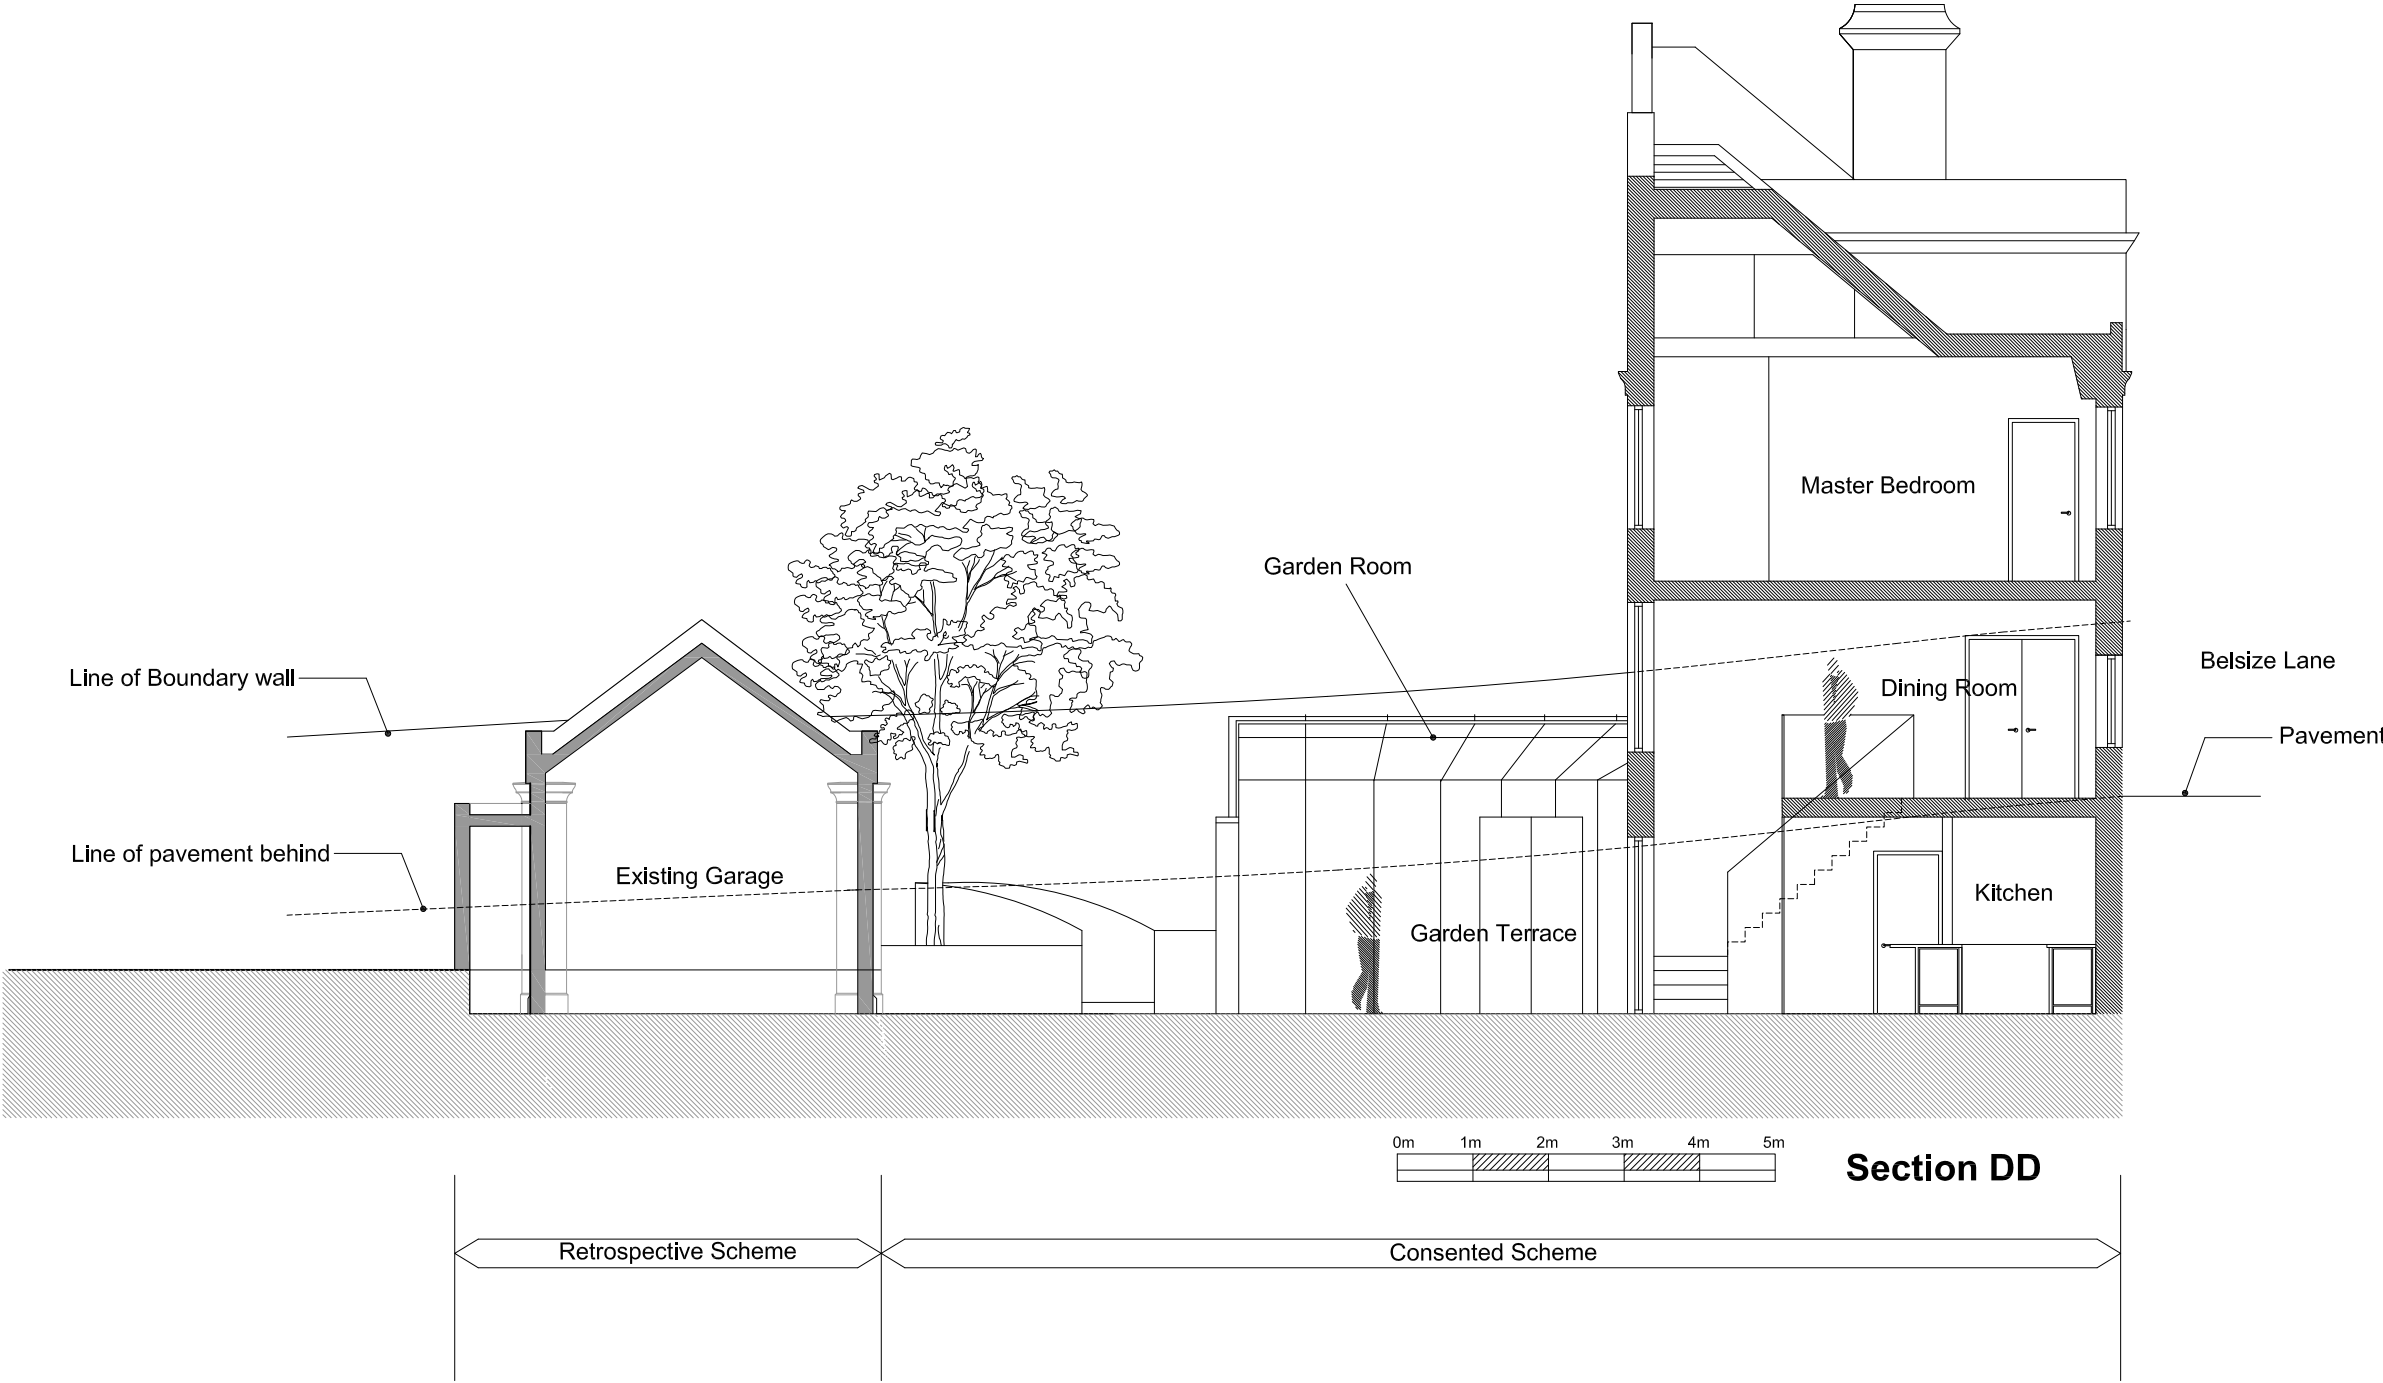 Master Bedroom
Garden Room
Line of Boundary wall
Dining Room
Belsize Lane
Pavement
Line of pavement behind
Existing Garage
Kitchen
Garden Terrace
0m 1m 2m 3m 4m 5m
Section DD
Retrospective Scheme
Consented Scheme